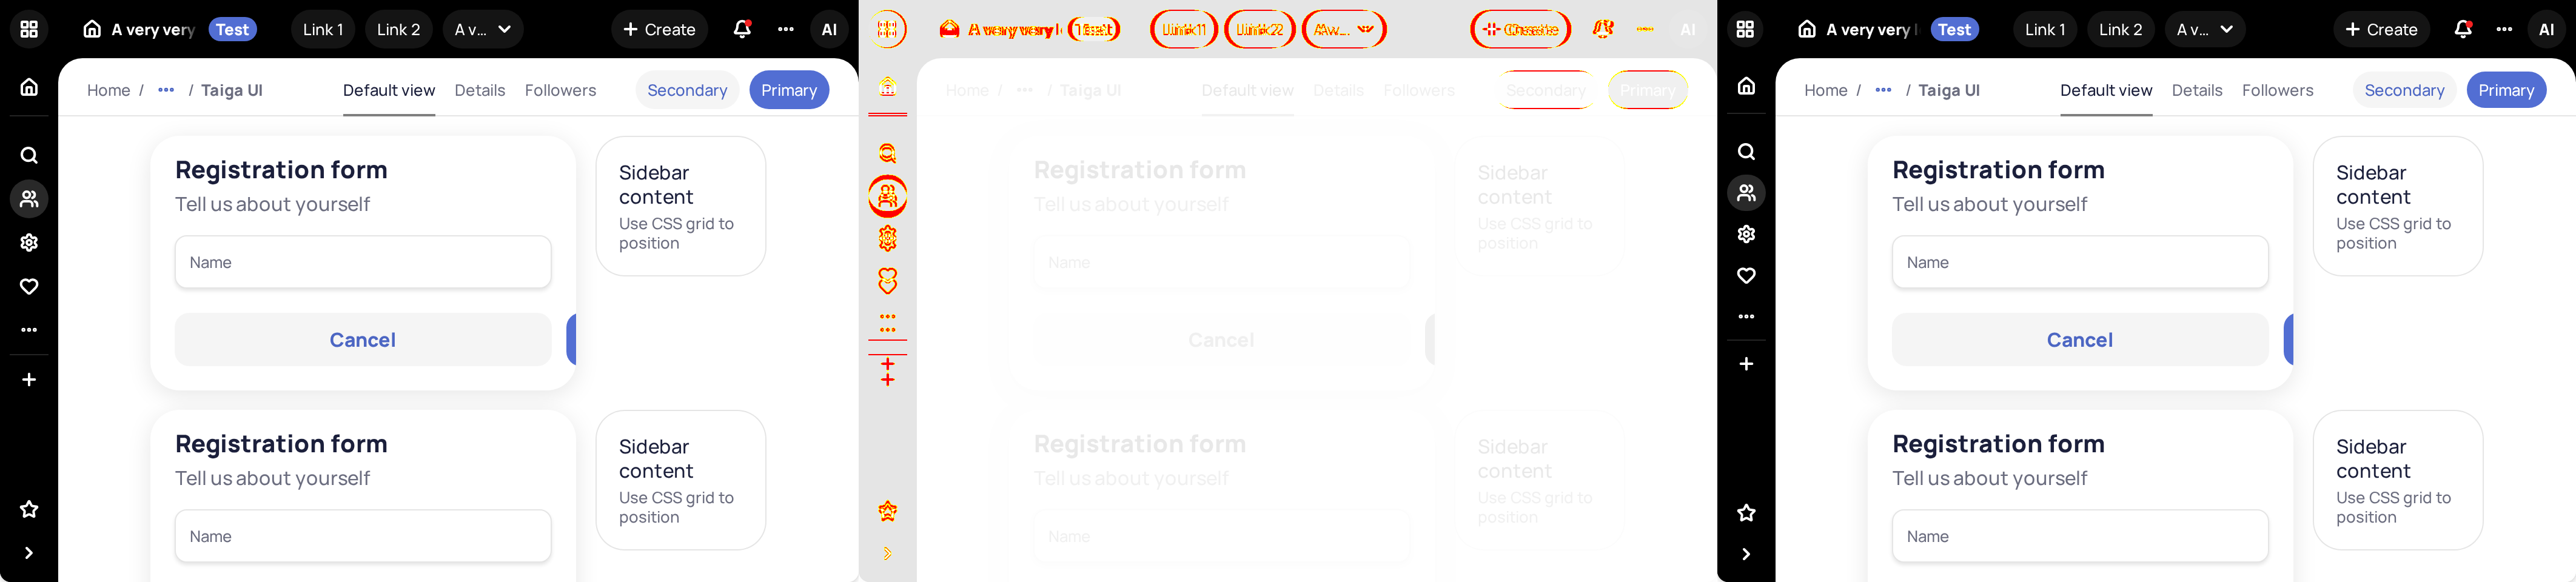 A very very Test Link 1 Link 2 A v... Create AI
Home / ... / Taiga UI Default view Details Followers Secondary Primary
Registration form
Tell us about yourself
Name
Cancel
Sidebar
content
Use CSS grid to
position
Registration form
Tell us about yourself
Name
Sidebar
content
Use CSS grid to
position
A very very Test Link 1 Link 2 A v... Create AI
Home / ... / Taiga UI Default view Details Followers Secondary Primary
Registration form
Tell us about yourself
Name
Cancel
Sidebar
content
Use CSS grid to
position
Registration form
Tell us about yourself
Name
Sidebar
content
Use CSS grid to
position
A very very Test Link 1 Link 2 A v... Create AI
Home / ... / Taiga UI Default view Details Followers Secondary Primary
Registration form
Tell us about yourself
Name
Cancel
Sidebar
content
Use CSS grid to
position
Registration form
Tell us about yourself
Name
Sidebar
content
Use CSS grid to
position